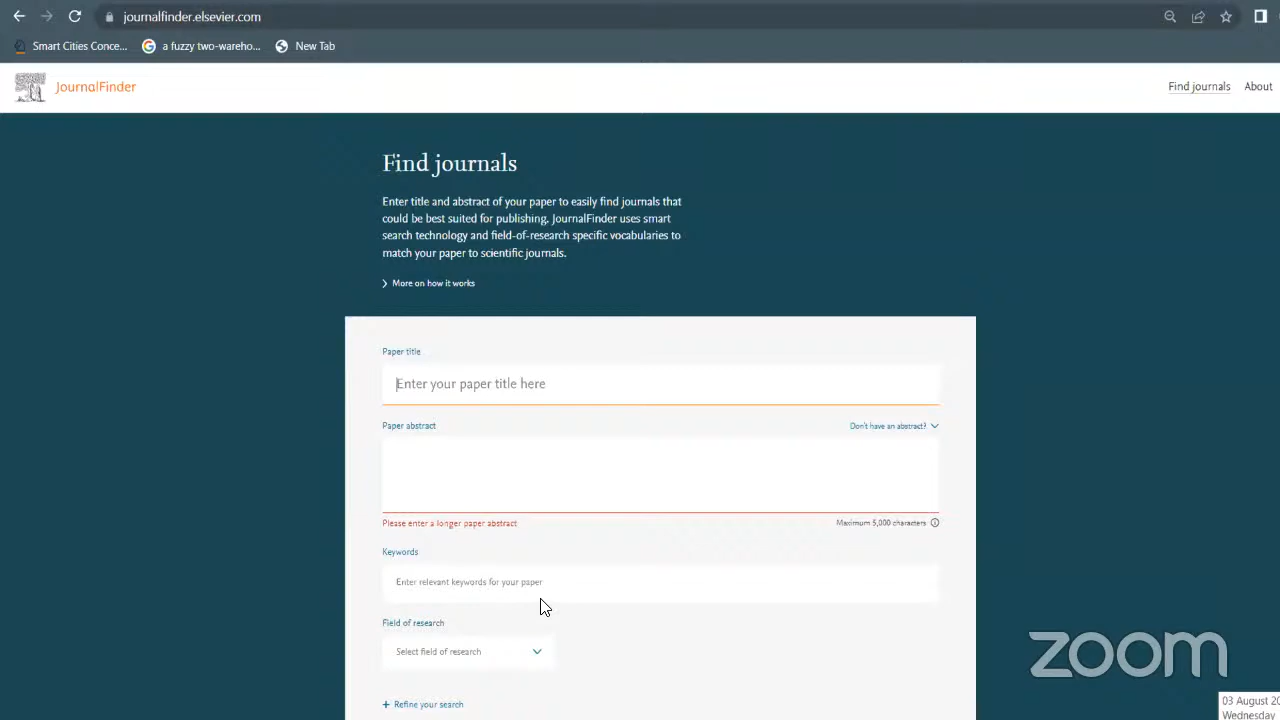 journalfinder.elsevier.com
Smart Cities Conce... a fuzzy two-wareho... New Tab
JournalFinder
Find journals About
Find journals
Enter title and abstract of your paper to easily find journals that
could be best suited for publishing. JournalFinder uses smart
search technology and field-of-research specific vocabularies to
match your paper to scientific journals.
More on how it works
Paper title
Enter your paper title here
Paper abstract Don't have an abstract?
Please enter a longer paper abstract Maximum 5,000 characters
Keywords
Enter relevant keywords for your paper
Field of research
Select field of research
+ Refine your search
zoom
03 August 20
Wednesday